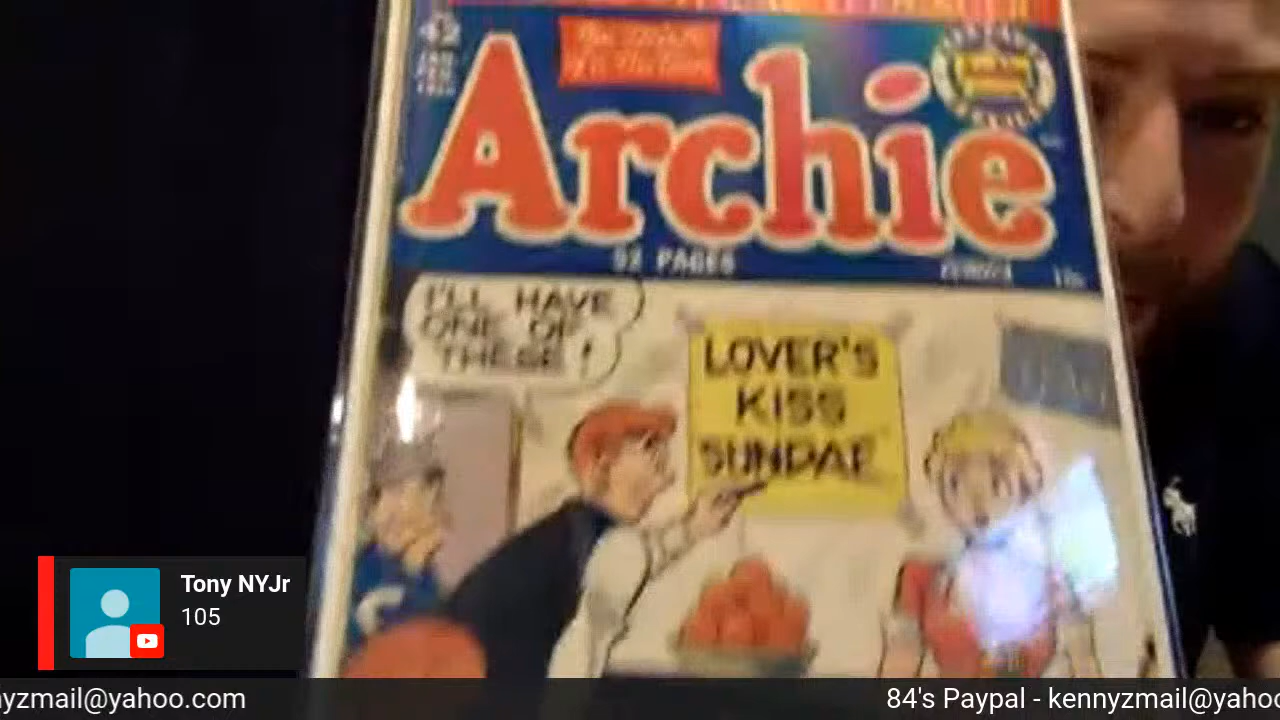 42
Archie
52 PAGES
I'LL HAVE
ONE OF
THESE!
LOVER'S
KISS
SUNDAE
Tony NYJr
105
nyzmail@yahoo.com
84's Paypal - kennyzmail@yahoo